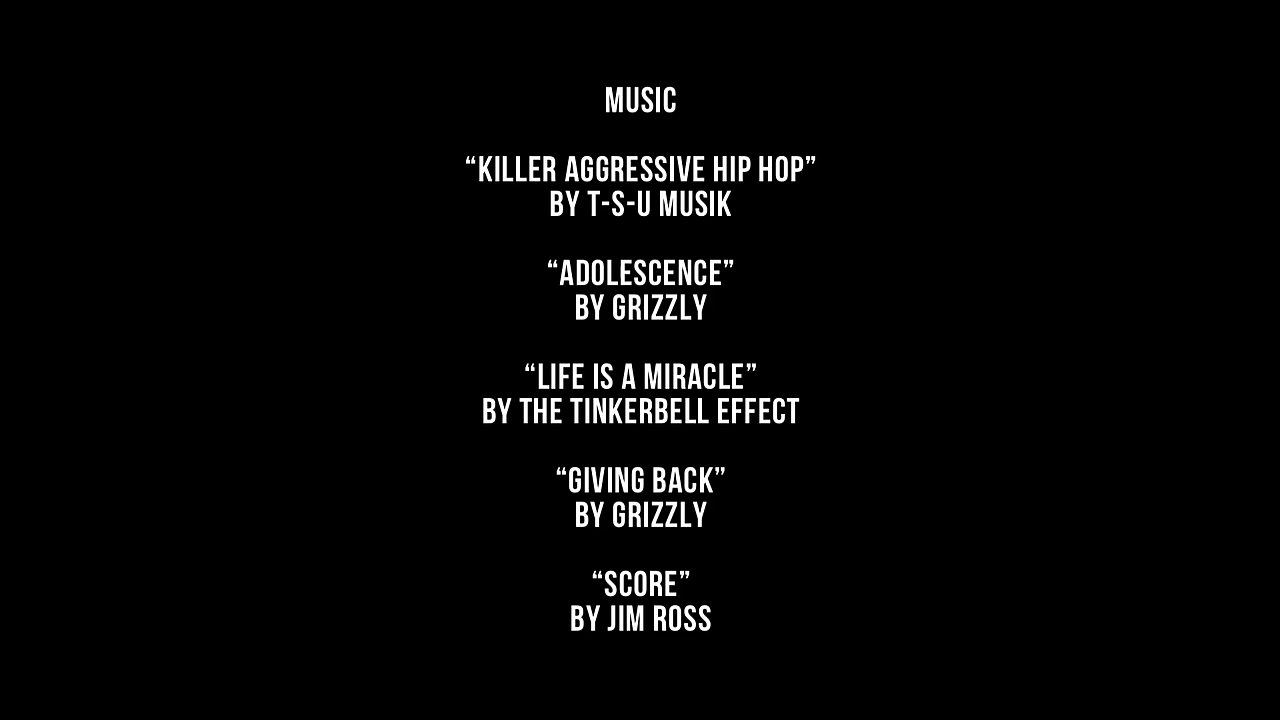 MUSIC
“KILLER AGGRESSIVE HIP HOP”
BY T-S-U MUSIK
“ADOLESCENCE”
BY GRIZZLY
“LIFE IS A MIRACLE”
BY THE TINKERBELL EFFECT
“GIVING BACK”
BY GRIZZLY
“SCORE”
BY JIM ROSS